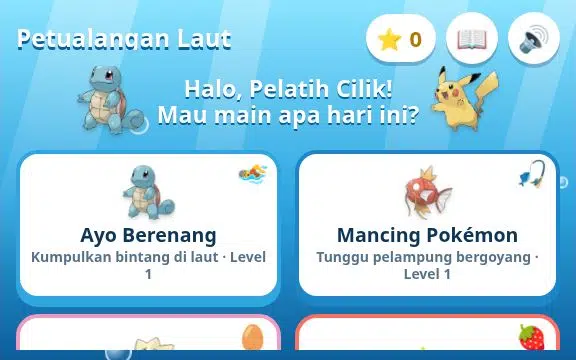 Petualangan Laut
0
Halo, Pelatih Cilik!
Mau main apa hari ini?
Ayo Berenang
Kumpulkan bintang di laut · Level
1
Mancing Pokémon
Tunggu pelampung bergoyang ·
Level 1